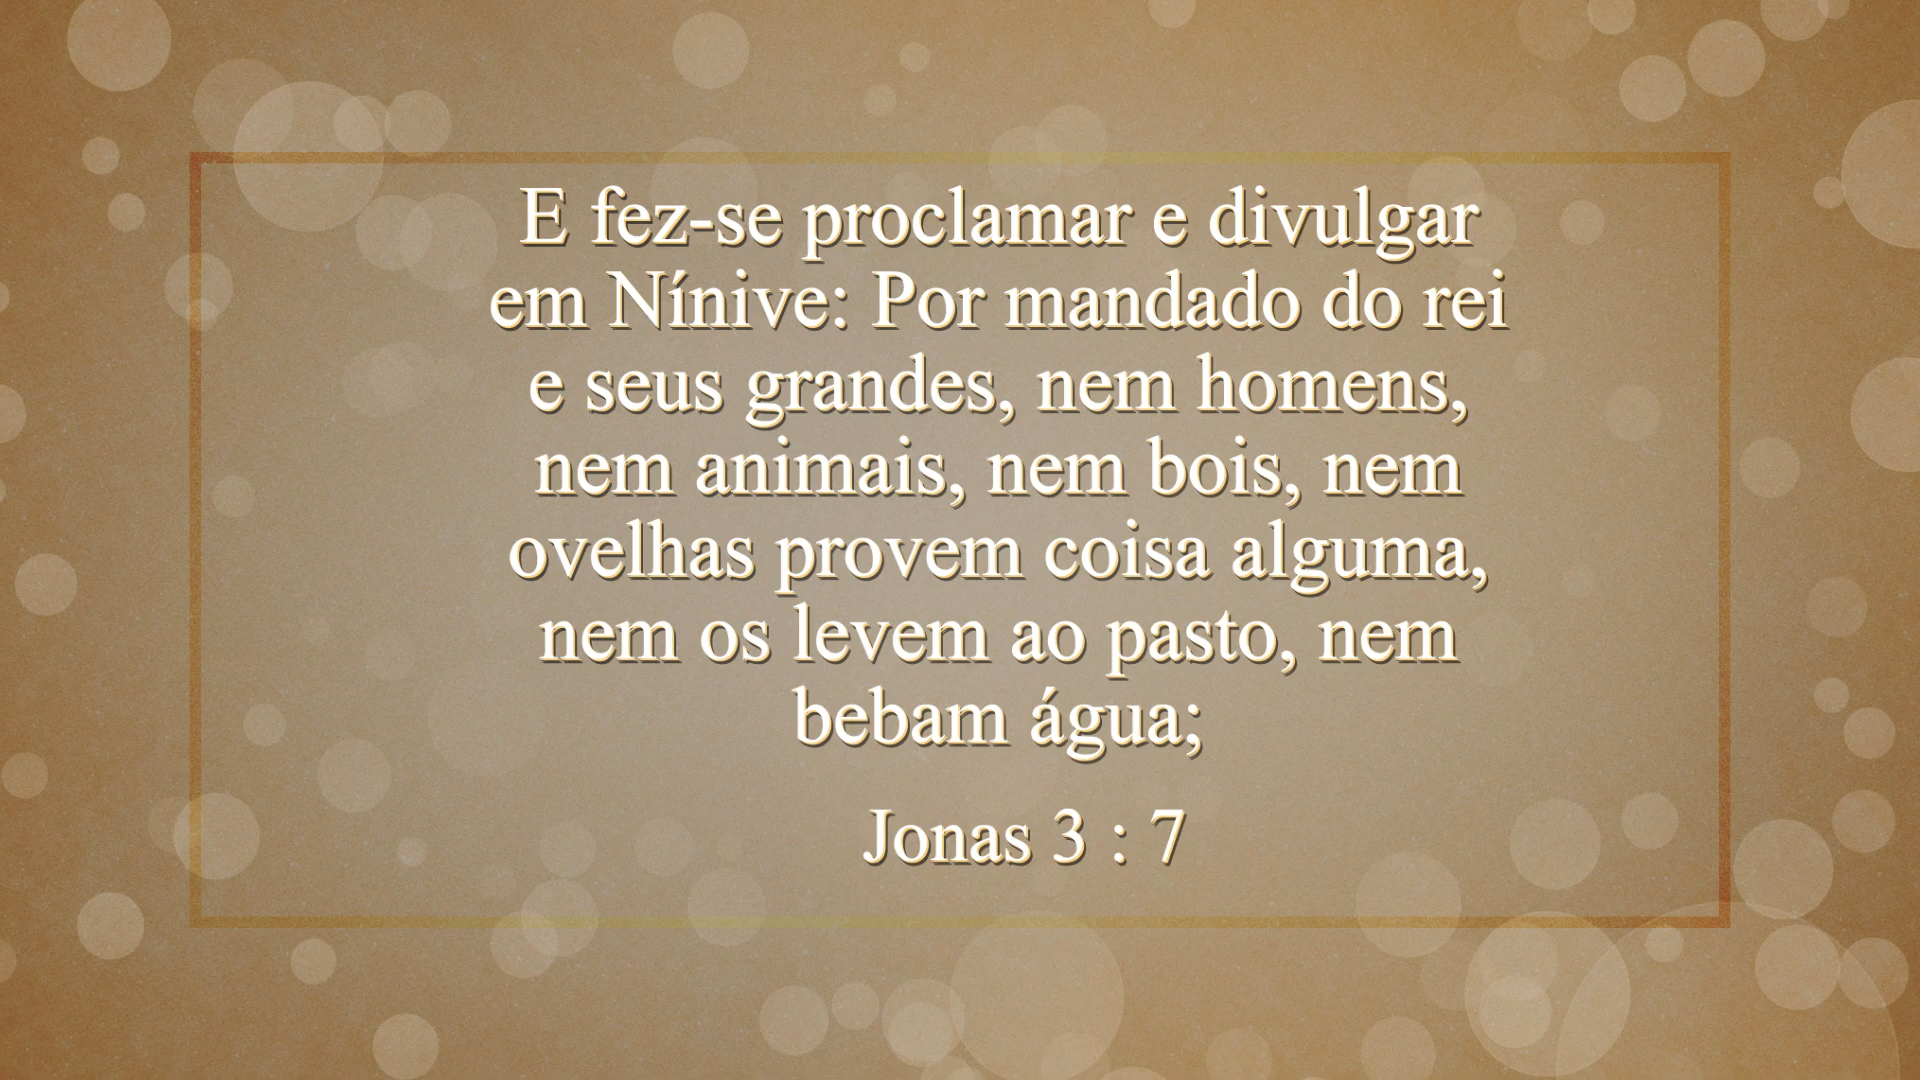 E fez-se proclamar e divulgar
em Nínive: Por mandado do rei
e seus grandes, nem homens,
nem animais, nem bois, nem
ovelhas provem coisa alguma,
nem os levem ao pasto, nem
bebam água;
Jonas 3 : 7